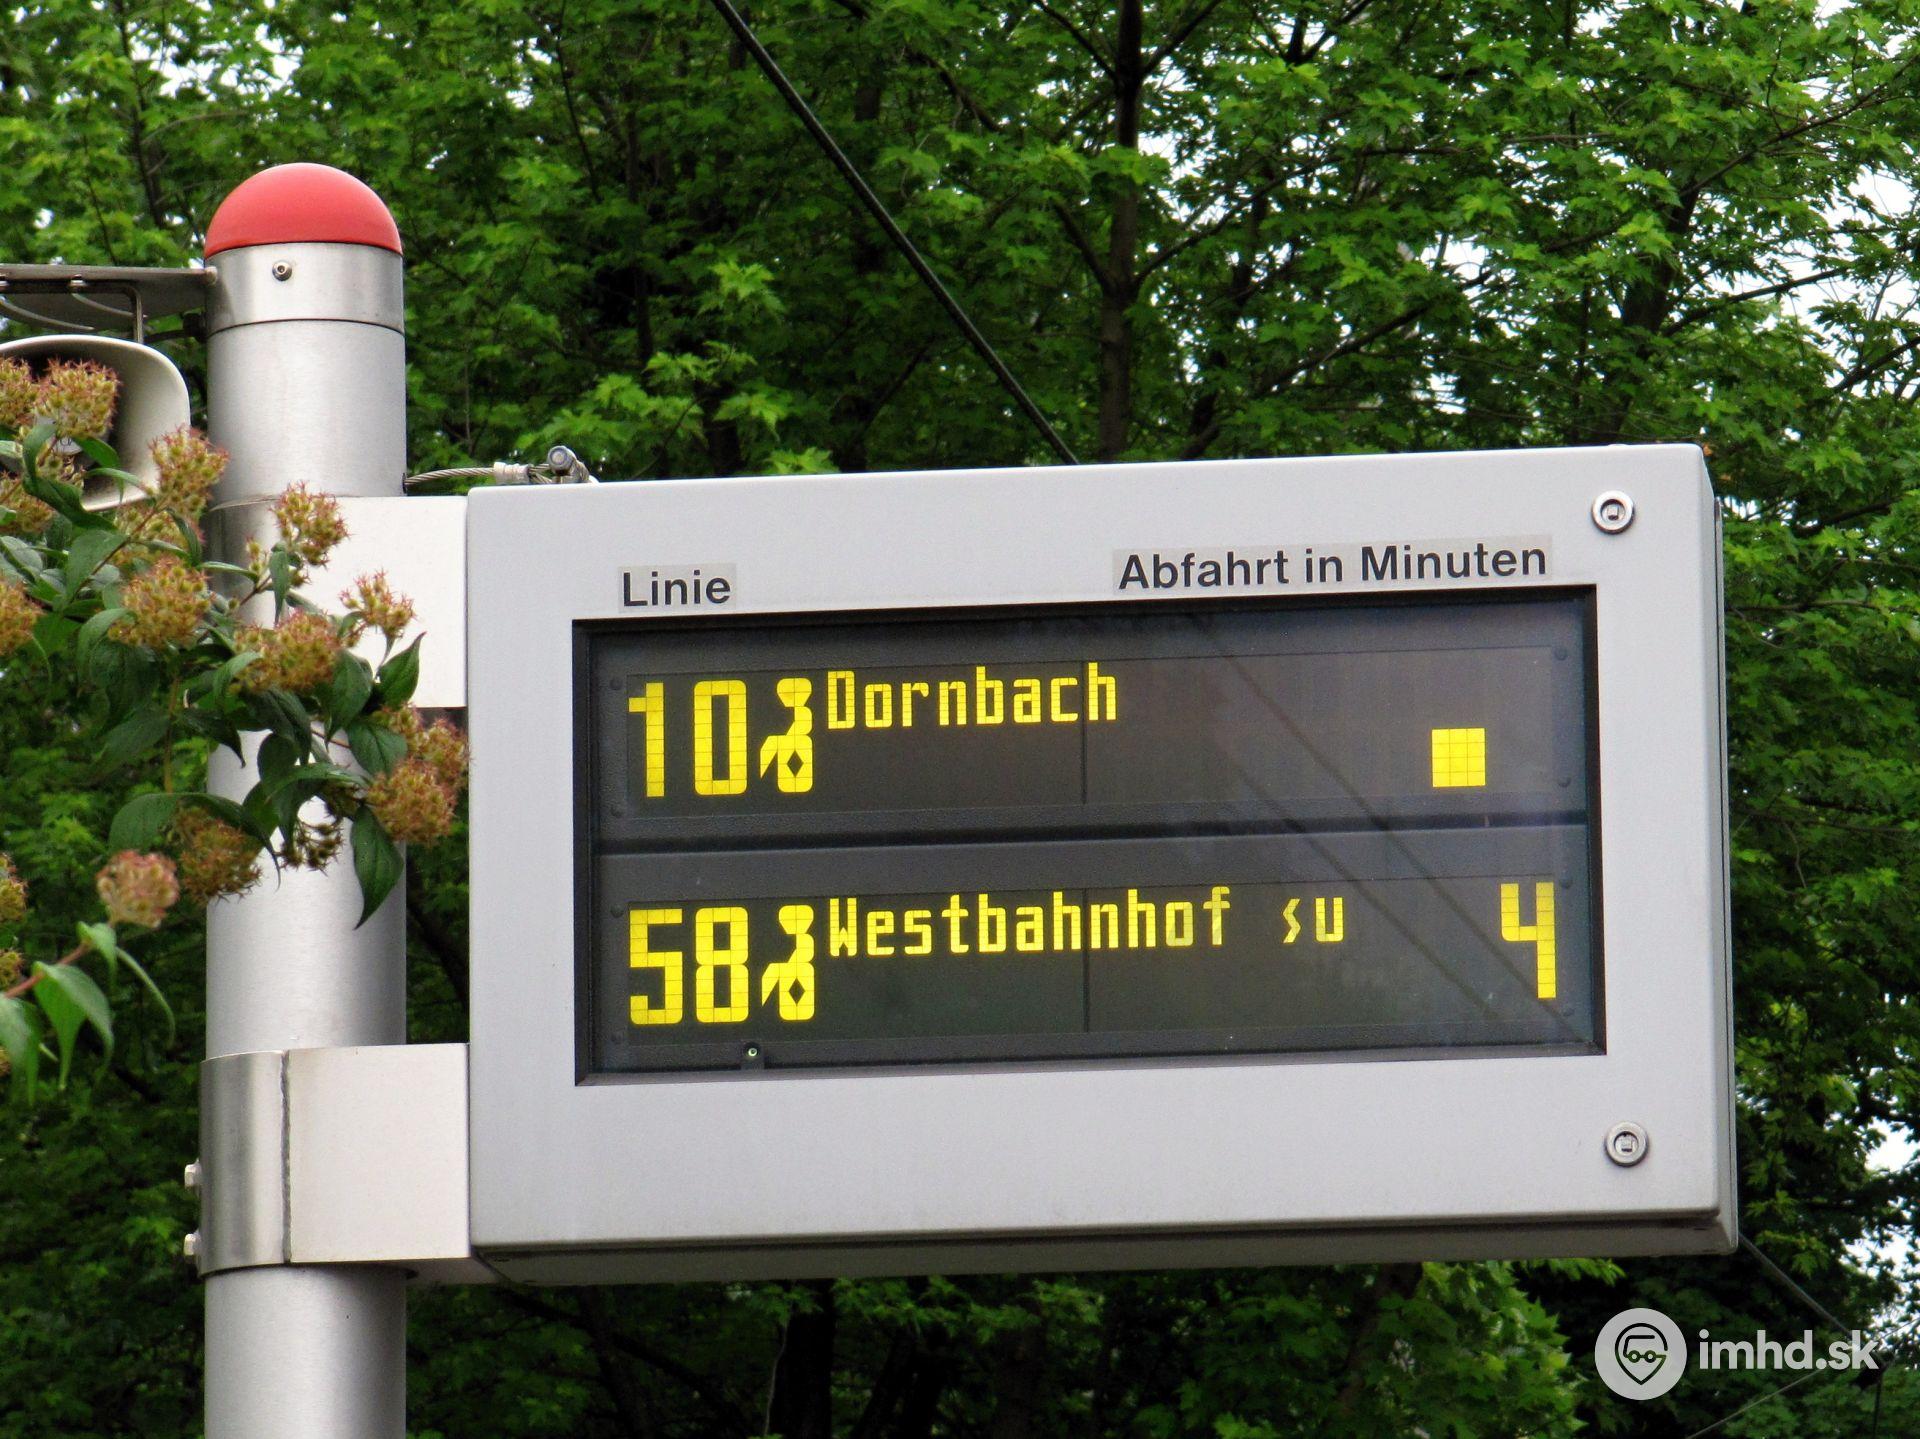 Linie Abfahrt in Minuten
10 Dornbach
58 Westbahnhof SU 4
imhd.sk